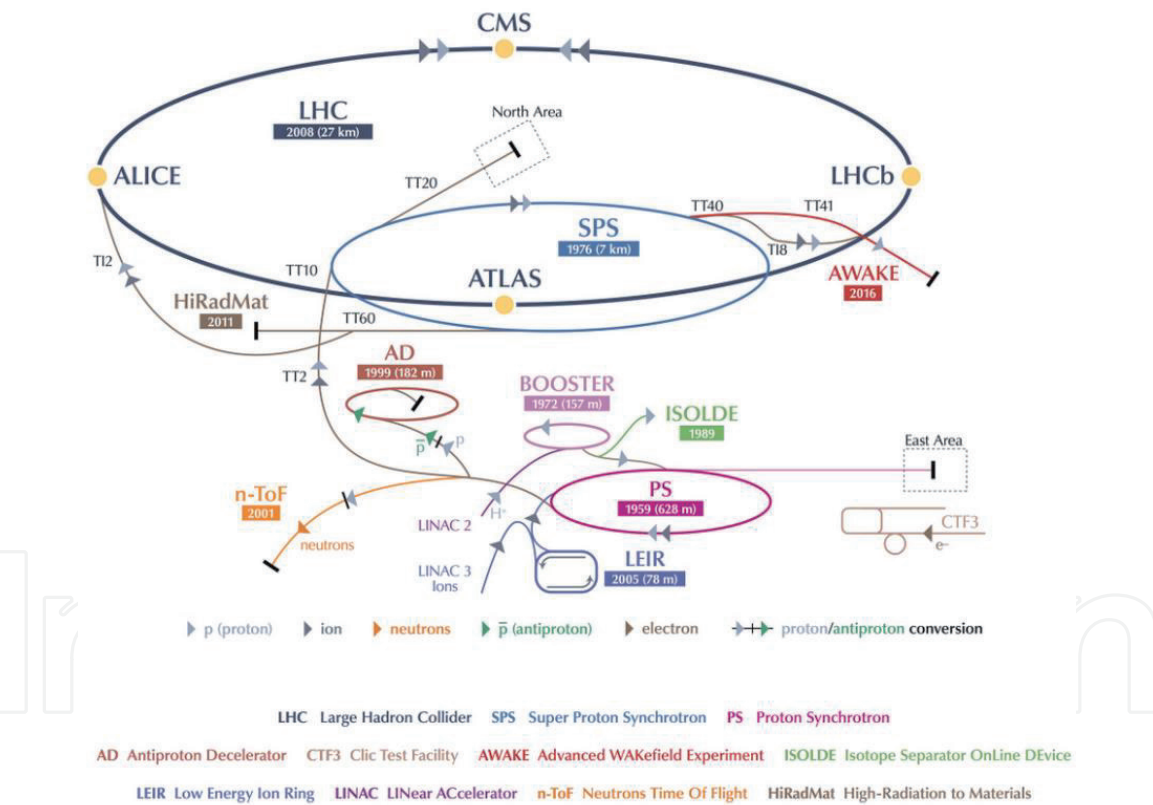 CMS
LHC
2008 (27 km)
North Area
ALICE
TT20
LHCb
TT40
TT41
SPS
1976 (7 km)
TI8
TI2
TT10
ATLAS
AWAKE
2016
HiRadMat
2011
TT60
AD
1999 (182 m)
TT2
BOOSTER
1972 (157 m)
ISOLDE
1989
p̅
p
East Area
n-ToF
2001
PS
1959 (628 m)
LINAC 2
H⁺
CTF3
e⁻
neutrons
LEIR
2005 (78 m)
LINAC 3
Ions
p (proton) ion neutrons p̅ (antiproton) electron proton/antiproton conversion
LHC Large Hadron Collider SPS Super Proton Synchrotron PS Proton Synchrotron
AD Antiproton Decelerator CTF3 Clic Test Facility AWAKE Advanced WAKefield Experiment ISOLDE Isotope Separator OnLine DEvice
LEIR Low Energy Ion Ring LINAC LINear ACcelerator n-ToF Neutrons Time Of Flight HiRadMat High-Radiation to Materials